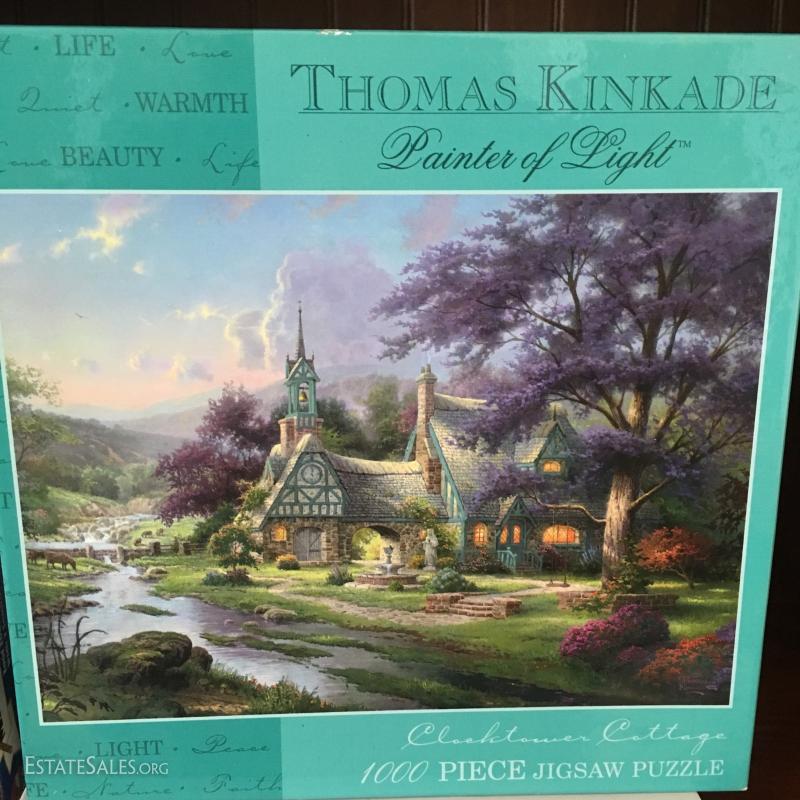 · LIFE · Love
THOMAS KINKADE
Quiet · WARMTH
Painter of Light™
Love BEAUTY · Life
Clocktower Cottage
· LIGHT · Peace
1000 PIECE JIGSAW PUZZLE
ESTATESALES.ORG
FE · Nature · Faith